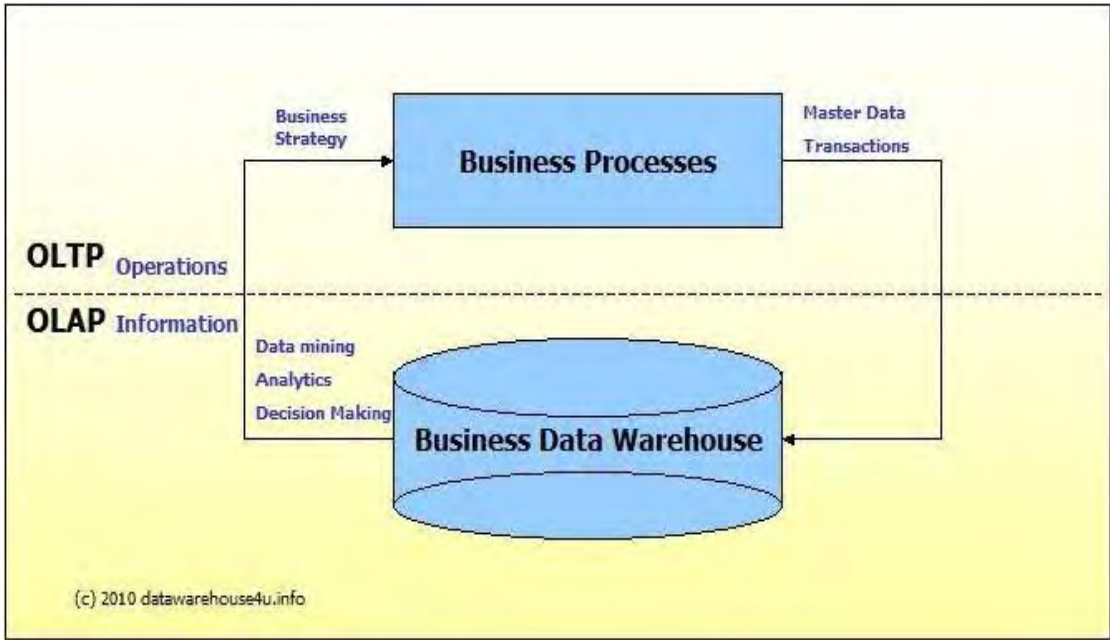 Business
Strategy
Business Processes
Master Data
Transactions
OLTP Operations
OLAP Information
Data mining
Analytics
Decision Making
Business Data Warehouse
(c) 2010 datawarehouse4u.info